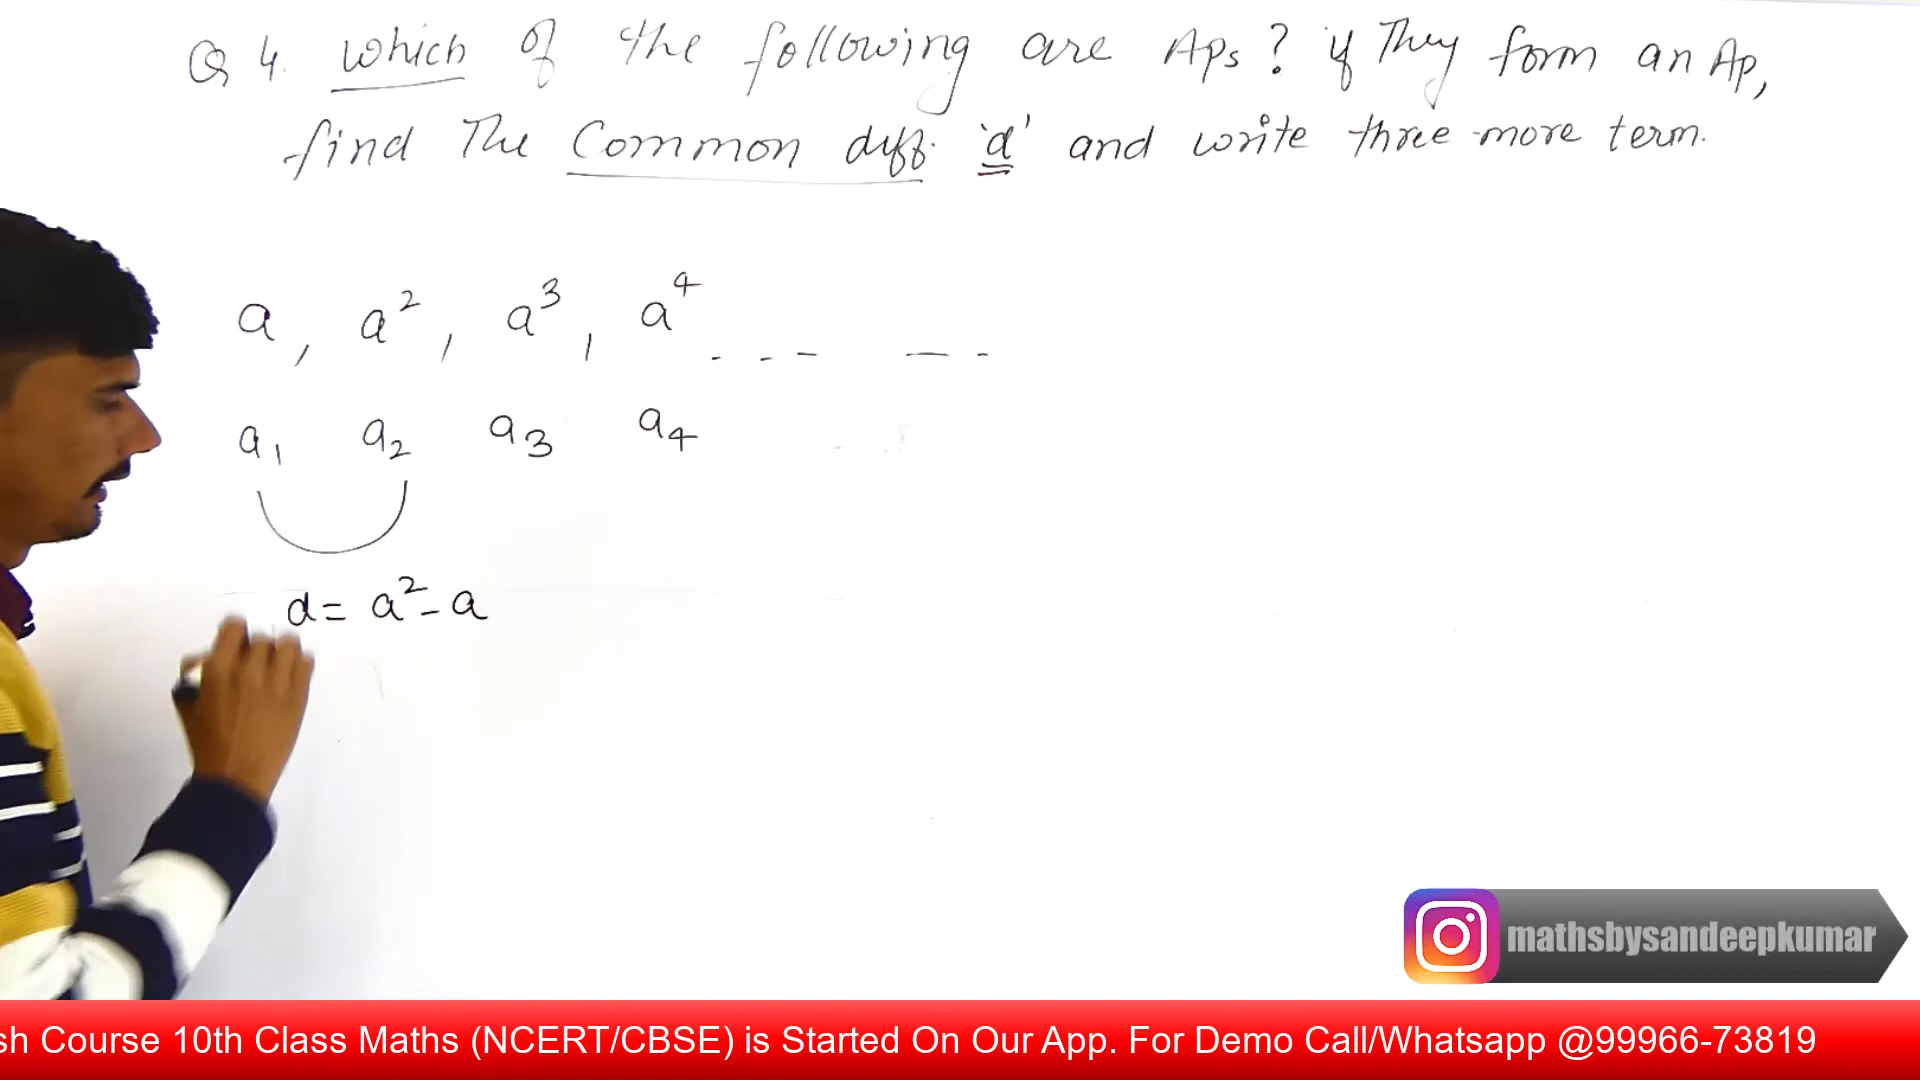 Q 4. Which of the following are APs? if They form an Ap,
find The Common diff. 'd' and write three more term.
a, a², a³, a⁴ - - - — -
a₁ a₂ a₃ a₄
d = a² - a
mathsbysandeepkumar
sh Course 10th Class Maths (NCERT/CBSE) is Started On Our App. For Demo Call/Whatsapp @99966-73819